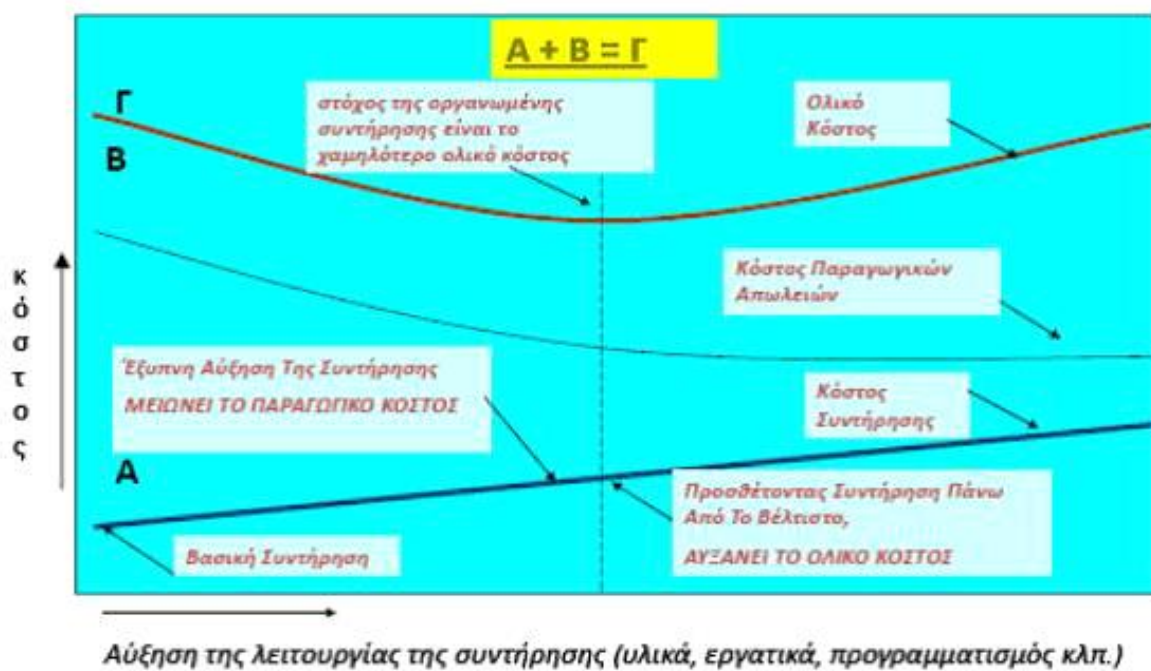 Α + Β = Γ
Γ
στόχος της οργανωμένης
συντήρησης είναι το
χαμηλότερο ολικό κόστος
Ολικό
Κόστος
Β
κόστος
Κόστος Παραγωγικών
Απωλειών
Έξυπνη Αύξηση Της Συντήρησης
ΜΕΙΩΝΕΙ ΤΟ ΠΑΡΑΓΩΓΙΚΟ ΚΟΣΤΟΣ
Κόστος
Συντήρησης
Α
Προσθέτοντας Συντήρηση Πάνω
Από Το Βέλτιστο,
ΑΥΞΑΝΕΙ ΤΟ ΟΛΙΚΟ ΚΟΣΤΟΣ
Βασική Συντήρηση
Αύξηση της λειτουργίας της συντήρησης (υλικά, εργατικά, προγραμματισμός κλπ.)